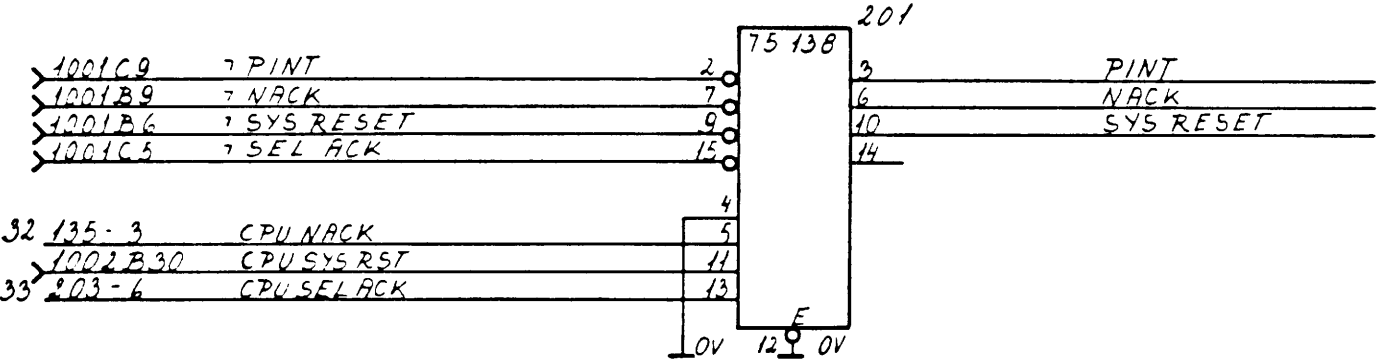 201
75 138
1001C9 ¬ PINT 2 3 PINT
1001B9 ¬ NACK 7 6 NACK
1001B6 ¬ SYS RESET 9 10 SYS RESET
1001C5 ¬ SEL ACK 15 14
4
32 135-3 CPU NACK 5
1002B30 CPU SYS RST 11
33 203-6 CPU SEL ACK 13
E
0V 12 0V